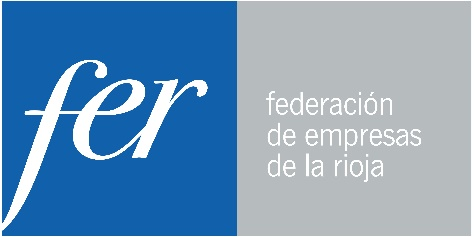 fer
federación
de empresas
de la rioja